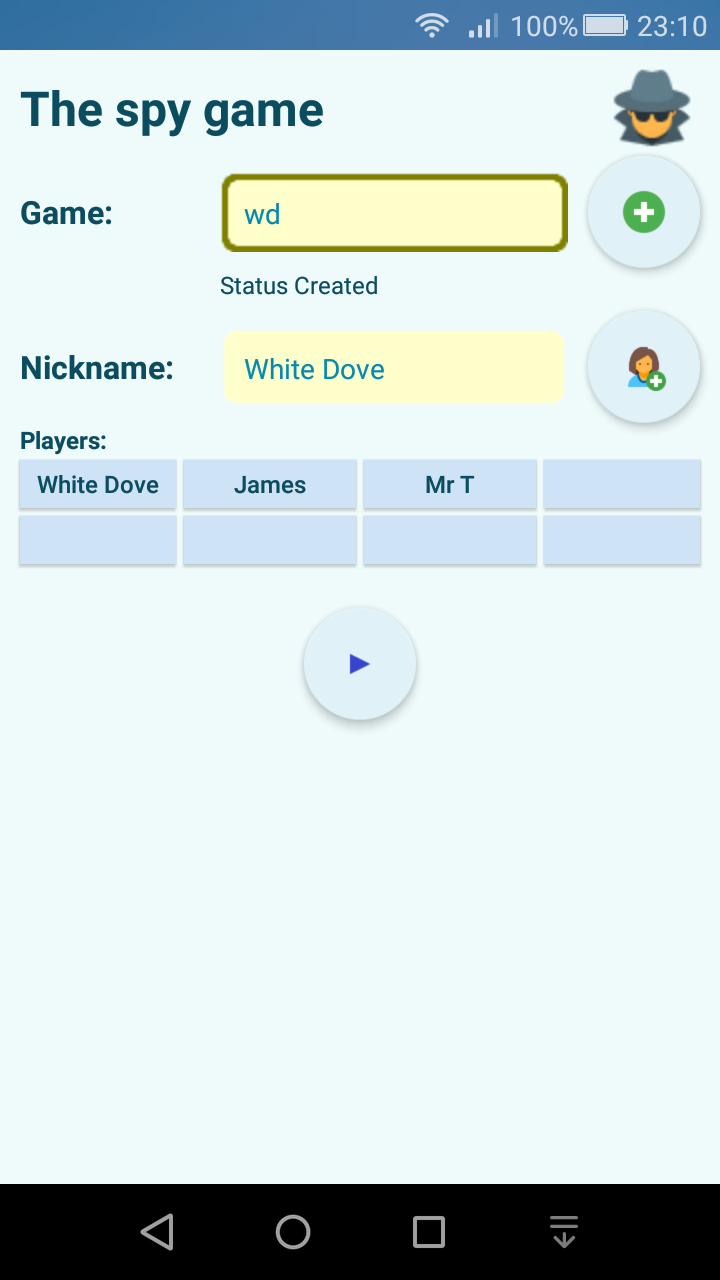 100% 23:10
The spy game
Game: wd
Status Created
Nickname: White Dove
Players:
White Dove James Mr T